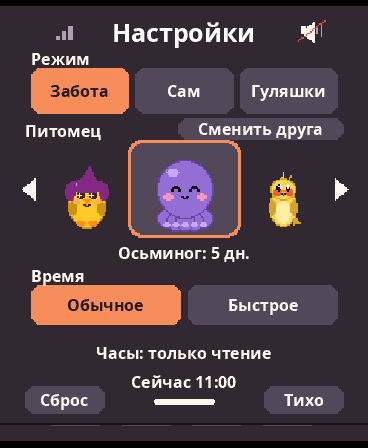 Настройки
Режим
Забота Сам Гуляшки
Питомец Сменить друга
Осьминог: 5 дн.
Время
Обычное Быстрое
Часы: только чтение
Сейчас 11:00
Сброс Тихо